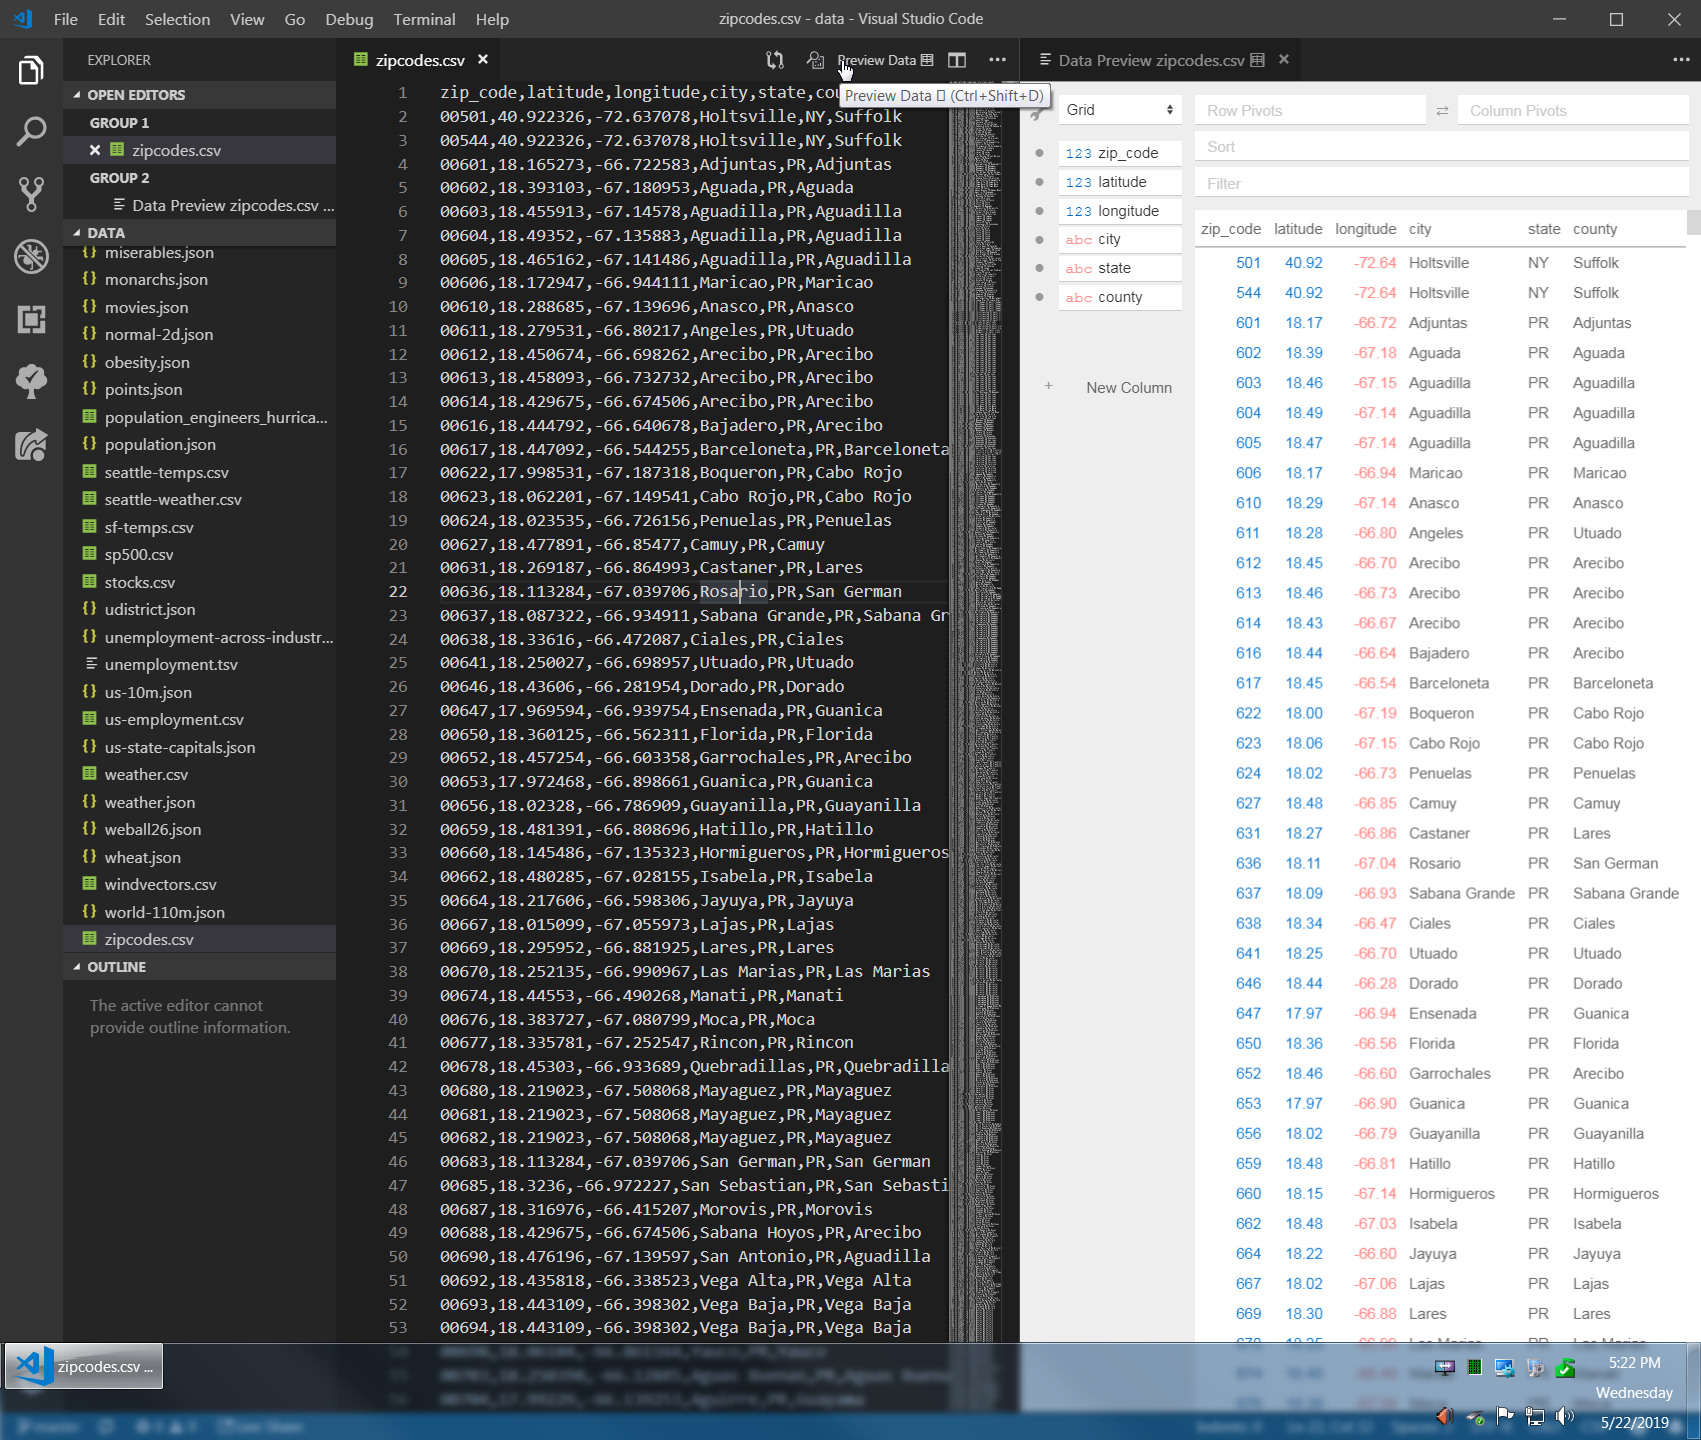 File Edit Selection View Go Debug Terminal Help
zipcodes.csv - data - Visual Studio Code
EXPLORER
OPEN EDITORS
GROUP 1
zipcodes.csv
GROUP 2
Data Preview zipcodes.csv ...
DATA
miserables.json
monarchs.json
movies.json
normal-2d.json
obesity.json
points.json
population_engineers_hurrica...
population.json
seattle-temps.csv
seattle-weather.csv
sf-temps.csv
sp500.csv
stocks.csv
udistrict.json
unemployment-across-industr...
unemployment.tsv
us-10m.json
us-employment.csv
us-state-capitals.json
weather.csv
weather.json
weball26.json
wheat.json
windvectors.csv
world-110m.json
zipcodes.csv
OUTLINE
The active editor cannot
provide outline information.
zipcodes.csv
Preview Data
Preview Data (Ctrl+Shift+D)
1 zip_code,latitude,longitude,city,state,cou
2 00501,40.922326,-72.637078,Holtsville,NY,Suffolk
3 00544,40.922326,-72.637078,Holtsville,NY,Suffolk
4 00601,18.165273,-66.722583,Adjuntas,PR,Adjuntas
5 00602,18.393103,-67.180953,Aguada,PR,Aguada
6 00603,18.455913,-67.14578,Aguadilla,PR,Aguadilla
7 00604,18.49352,-67.135883,Aguadilla,PR,Aguadilla
8 00605,18.465162,-67.141486,Aguadilla,PR,Aguadilla
9 00606,18.172947,-66.944111,Maricao,PR,Maricao
10 00610,18.288685,-67.139696,Anasco,PR,Anasco
11 00611,18.279531,-66.80217,Angeles,PR,Utuado
12 00612,18.450674,-66.698262,Arecibo,PR,Arecibo
13 00613,18.458093,-66.732732,Arecibo,PR,Arecibo
14 00614,18.429675,-66.674506,Arecibo,PR,Arecibo
15 00616,18.444792,-66.640678,Bajadero,PR,Arecibo
16 00617,18.447092,-66.544255,Barceloneta,PR,Barceloneta
17 00622,17.998531,-67.187318,Boqueron,PR,Cabo Rojo
18 00623,18.062201,-67.149541,Cabo Rojo,PR,Cabo Rojo
19 00624,18.023535,-66.726156,Penuelas,PR,Penuelas
20 00627,18.477891,-66.85477,Camuy,PR,Camuy
21 00631,18.269187,-66.864993,Castaner,PR,Lares
22 00636,18.113284,-67.039706,Rosario,PR,San German
23 00637,18.087322,-66.934911,Sabana Grande,PR,Sabana Gr
24 00638,18.33616,-66.472087,Ciales,PR,Ciales
25 00641,18.250027,-66.698957,Utuado,PR,Utuado
26 00646,18.43606,-66.281954,Dorado,PR,Dorado
27 00647,17.969594,-66.939754,Ensenada,PR,Guanica
28 00650,18.360125,-66.562311,Florida,PR,Florida
29 00652,18.457254,-66.603358,Garrochales,PR,Arecibo
30 00653,17.972468,-66.898661,Guanica,PR,Guanica
31 00656,18.02328,-66.786909,Guayanilla,PR,Guayanilla
32 00659,18.481391,-66.808696,Hatillo,PR,Hatillo
33 00660,18.145486,-67.135323,Hormigueros,PR,Hormigueros
34 00662,18.480285,-67.028155,Isabela,PR,Isabela
35 00664,18.217606,-66.598306,Jayuya,PR,Jayuya
36 00667,18.015099,-67.055973,Lajas,PR,Lajas
37 00669,18.295952,-66.881925,Lares,PR,Lares
38 00670,18.252135,-66.990967,Las Marias,PR,Las Marias
39 00674,18.44553,-66.490268,Manati,PR,Manati
40 00676,18.383727,-67.080799,Moca,PR,Moca
41 00677,18.335781,-67.252547,Rincon,PR,Rincon
42 00678,18.45303,-66.933689,Quebradillas,PR,Quebradilla
43 00680,18.219023,-67.508068,Mayaguez,PR,Mayaguez
44 00681,18.219023,-67.508068,Mayaguez,PR,Mayaguez
45 00682,18.219023,-67.508068,Mayaguez,PR,Mayaguez
46 00683,18.113284,-67.039706,San German,PR,San German
47 00685,18.3236,-66.972227,San Sebastian,PR,San Sebasti
48 00687,18.316976,-66.415207,Morovis,PR,Morovis
49 00688,18.429675,-66.674506,Sabana Hoyos,PR,Arecibo
50 00690,18.476196,-67.139597,San Antonio,PR,Aguadilla
51 00692,18.435818,-66.338523,Vega Alta,PR,Vega Alta
52 00693,18.443109,-66.398302,Vega Baja,PR,Vega Baja
53 00694,18.443109,-66.398302,Vega Baja,PR,Vega Baja
Data Preview zipcodes.csv
Grid
123 zip_code
123 latitude
123 longitude
abc city
abc state
abc county
+ New Column
Row Pivots
Column Pivots
Sort
Filter
zip_code latitude longitude city state county
501 40.92 -72.64 Holtsville NY Suffolk
544 40.92 -72.64 Holtsville NY Suffolk
601 18.17 -66.72 Adjuntas PR Adjuntas
602 18.39 -67.18 Aguada PR Aguada
603 18.46 -67.15 Aguadilla PR Aguadilla
604 18.49 -67.14 Aguadilla PR Aguadilla
605 18.47 -67.14 Aguadilla PR Aguadilla
606 18.17 -66.94 Maricao PR Maricao
610 18.29 -67.14 Anasco PR Anasco
611 18.28 -66.80 Angeles PR Utuado
612 18.45 -66.70 Arecibo PR Arecibo
613 18.46 -66.73 Arecibo PR Arecibo
614 18.43 -66.67 Arecibo PR Arecibo
616 18.44 -66.64 Bajadero PR Arecibo
617 18.45 -66.54 Barceloneta PR Barceloneta
622 18.00 -67.19 Boqueron PR Cabo Rojo
623 18.06 -67.15 Cabo Rojo PR Cabo Rojo
624 18.02 -66.73 Penuelas PR Penuelas
627 18.48 -66.85 Camuy PR Camuy
631 18.27 -66.86 Castaner PR Lares
636 18.11 -67.04 Rosario PR San German
637 18.09 -66.93 Sabana Grande PR Sabana Grande
638 18.34 -66.47 Ciales PR Ciales
641 18.25 -66.70 Utuado PR Utuado
646 18.44 -66.28 Dorado PR Dorado
647 17.97 -66.94 Ensenada PR Guanica
650 18.36 -66.56 Florida PR Florida
652 18.46 -66.60 Garrochales PR Arecibo
653 17.97 -66.90 Guanica PR Guanica
656 18.02 -66.79 Guayanilla PR Guayanilla
659 18.48 -66.81 Hatillo PR Hatillo
660 18.15 -67.14 Hormigueros PR Hormigueros
662 18.48 -67.03 Isabela PR Isabela
664 18.22 -66.60 Jayuya PR Jayuya
667 18.02 -67.06 Lajas PR Lajas
669 18.30 -66.88 Lares PR Lares
zipcodes.csv ...
5:22 PM
Wednesday
5/22/2019